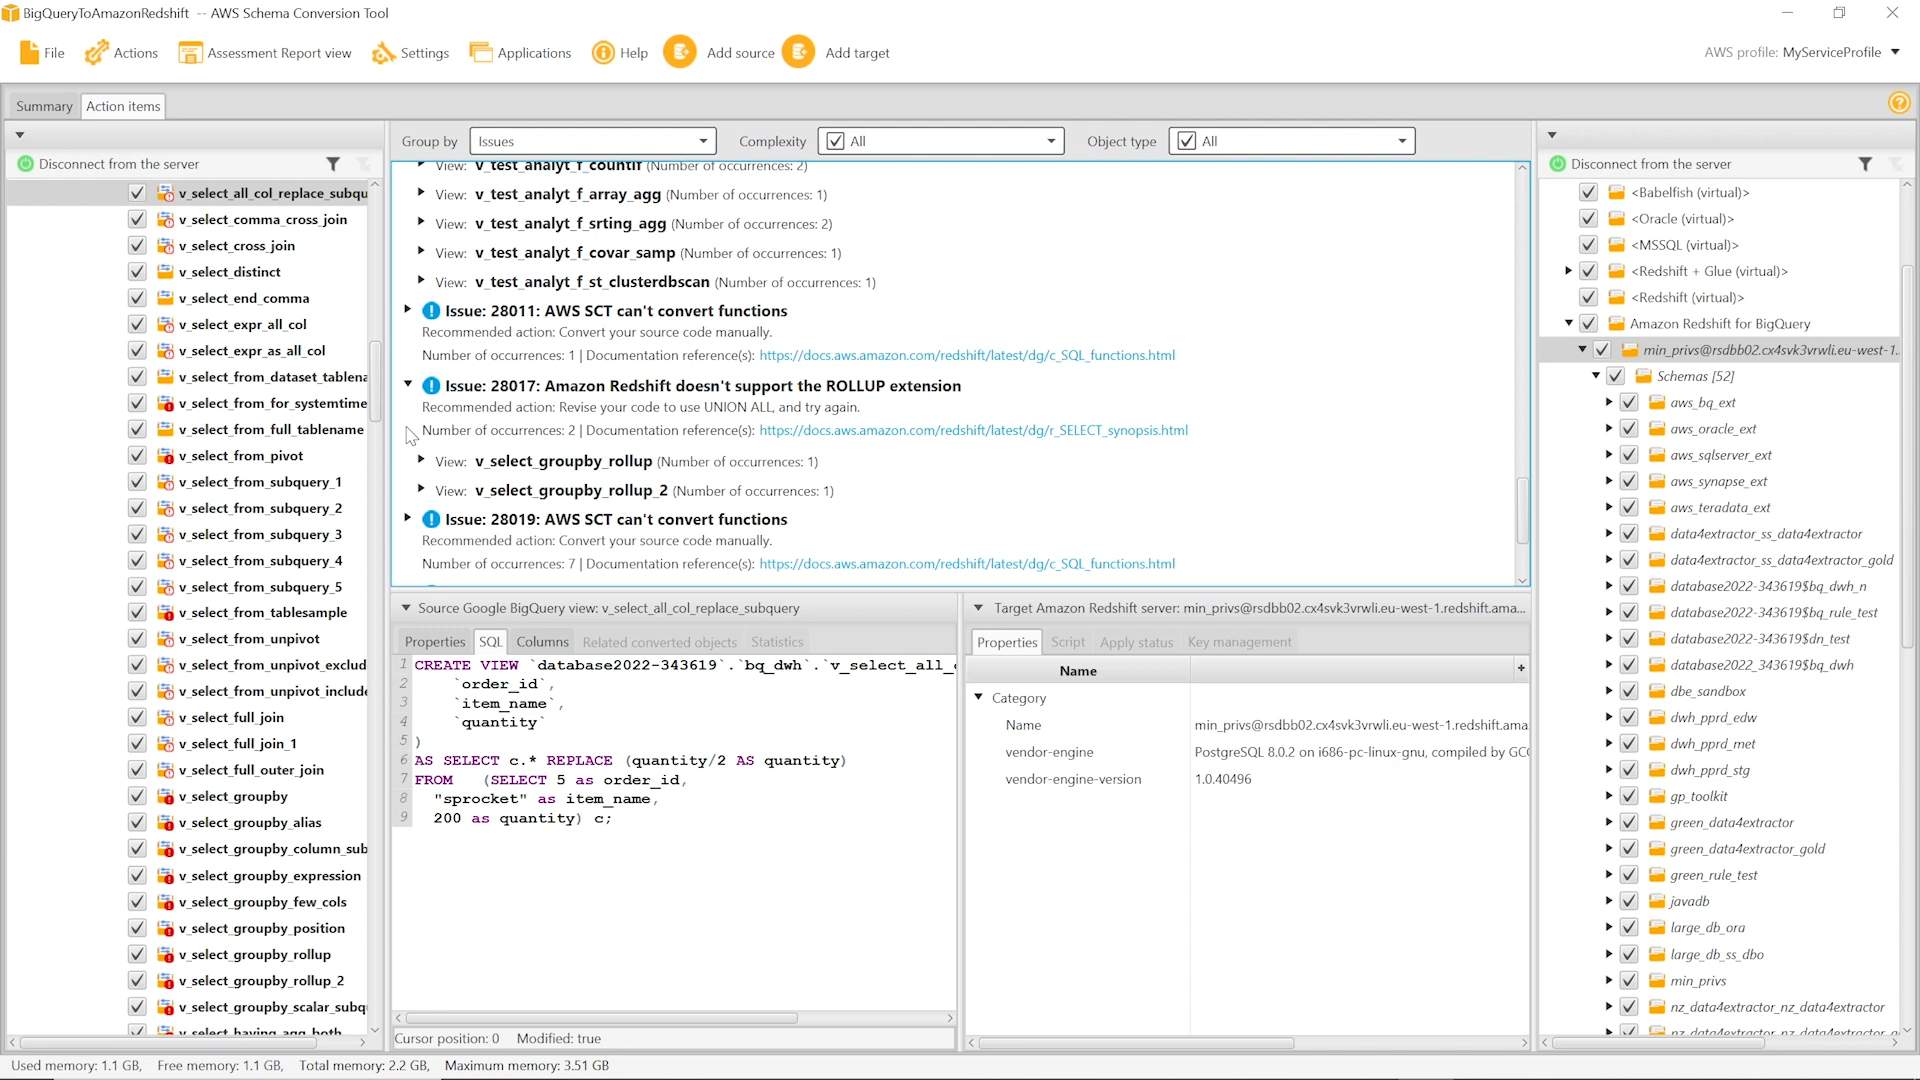 BigQueryToAmazonRedshift -- AWS Schema Conversion Tool
File Actions Assessment Report view Settings Applications Help Add source Add target AWS profile: MyServiceProfile
Summary Action items
Disconnect from the server
v_select_all_col_replace_subqu
v_select_comma_cross_join
v_select_cross_join
v_select_distinct
v_select_end_comma
v_select_expr_all_col
v_select_expr_as_all_col
v_select_from_dataset_tablena
v_select_from_for_systemtime
v_select_from_full_tablename
v_select_from_pivot
v_select_from_subquery_1
v_select_from_subquery_2
v_select_from_subquery_3
v_select_from_subquery_4
v_select_from_subquery_5
v_select_from_tablesample
v_select_from_unpivot
v_select_from_unpivot_exclud
v_select_from_unpivot_include
v_select_full_join
v_select_full_join_1
v_select_full_outer_join
v_select_groupby
v_select_groupby_alias
v_select_groupby_column_sub
v_select_groupby_expression
v_select_groupby_few_cols
v_select_groupby_position
v_select_groupby_rollup
v_select_groupby_rollup_2
v_select_groupby_scalar_subq
v_select_having_agg_both
Group by Issues Complexity All Object type All
View: v_test_analyt_f_countif (Number of occurrences: 2)
View: v_test_analyt_f_array_agg (Number of occurrences: 1)
View: v_test_analyt_f_srting_agg (Number of occurrences: 2)
View: v_test_analyt_f_covar_samp (Number of occurrences: 1)
View: v_test_analyt_f_st_clusterdbscan (Number of occurrences: 1)
Issue: 28011: AWS SCT can't convert functions
Recommended action: Convert your source code manually.
Number of occurrences: 1 | Documentation reference(s): https://docs.aws.amazon.com/redshift/latest/dg/c_SQL_functions.html
Issue: 28017: Amazon Redshift doesn't support the ROLLUP extension
Recommended action: Revise your code to use UNION ALL, and try again.
Number of occurrences: 2 | Documentation reference(s): https://docs.aws.amazon.com/redshift/latest/dg/r_SELECT_synopsis.html
View: v_select_groupby_rollup (Number of occurrences: 1)
View: v_select_groupby_rollup_2 (Number of occurrences: 1)
Issue: 28019: AWS SCT can't convert functions
Recommended action: Convert your source code manually.
Number of occurrences: 7 | Documentation reference(s): https://docs.aws.amazon.com/redshift/latest/dg/c_SQL_functions.html
Source Google BigQuery view: v_select_all_col_replace_subquery
Properties SQL Columns Related converted objects Statistics
1 CREATE VIEW `database2022-343619`.`bq_dwh`.`v_select_all_
2 `order_id`,
3 `item_name`,
4 `quantity`
5 )
6 AS SELECT c.* REPLACE (quantity/2 AS quantity)
7 FROM (SELECT 5 as order_id,
8 "sprocket" as item_name,
9 200 as quantity) c;
Cursor position: 0 Modified: true
Target Amazon Redshift server: min_privs@rsdbb02.cx4svk3vrwli.eu-west-1.redshift.ama...
Properties Script Apply status Key management
Name
Category
Name min_privs@rsdbb02.cx4svk3vrwli.eu-west-1.redshift.ama
vendor-engine PostgreSQL 8.0.2 on i686-pc-linux-gnu, compiled by GC
vendor-engine-version 1.0.40496
Disconnect from the server
<Babelfish (virtual)>
<Oracle (virtual)>
<MSSQL (virtual)>
<Redshift + Glue (virtual)>
<Redshift (virtual)>
Amazon Redshift for BigQuery
min_privs@rsdbb02.cx4svk3vrwli.eu-west-1.
Schemas [52]
aws_bq_ext
aws_oracle_ext
aws_sqlserver_ext
aws_synapse_ext
aws_teradata_ext
data4extractor_ss_data4extractor
data4extractor_ss_data4extractor_gold
database2022-343619$bq_dwh_n
database2022-343619$bq_rule_test
database2022-343619$dn_test
database2022_343619$bq_dwh
dbe_sandbox
dwh_pprd_edw
dwh_pprd_met
dwh_pprd_stg
gp_toolkit
green_data4extractor
green_data4extractor_gold
green_rule_test
javadb
large_db_ora
large_db_ss_dbo
min_privs
nz_data4extractor_nz_data4extractor
nz_data4extractor_nz_data4extractor_g
Used memory: 1.1 GB, Free memory: 1.1 GB, Total memory: 2.2 GB, Maximum memory: 3.51 GB